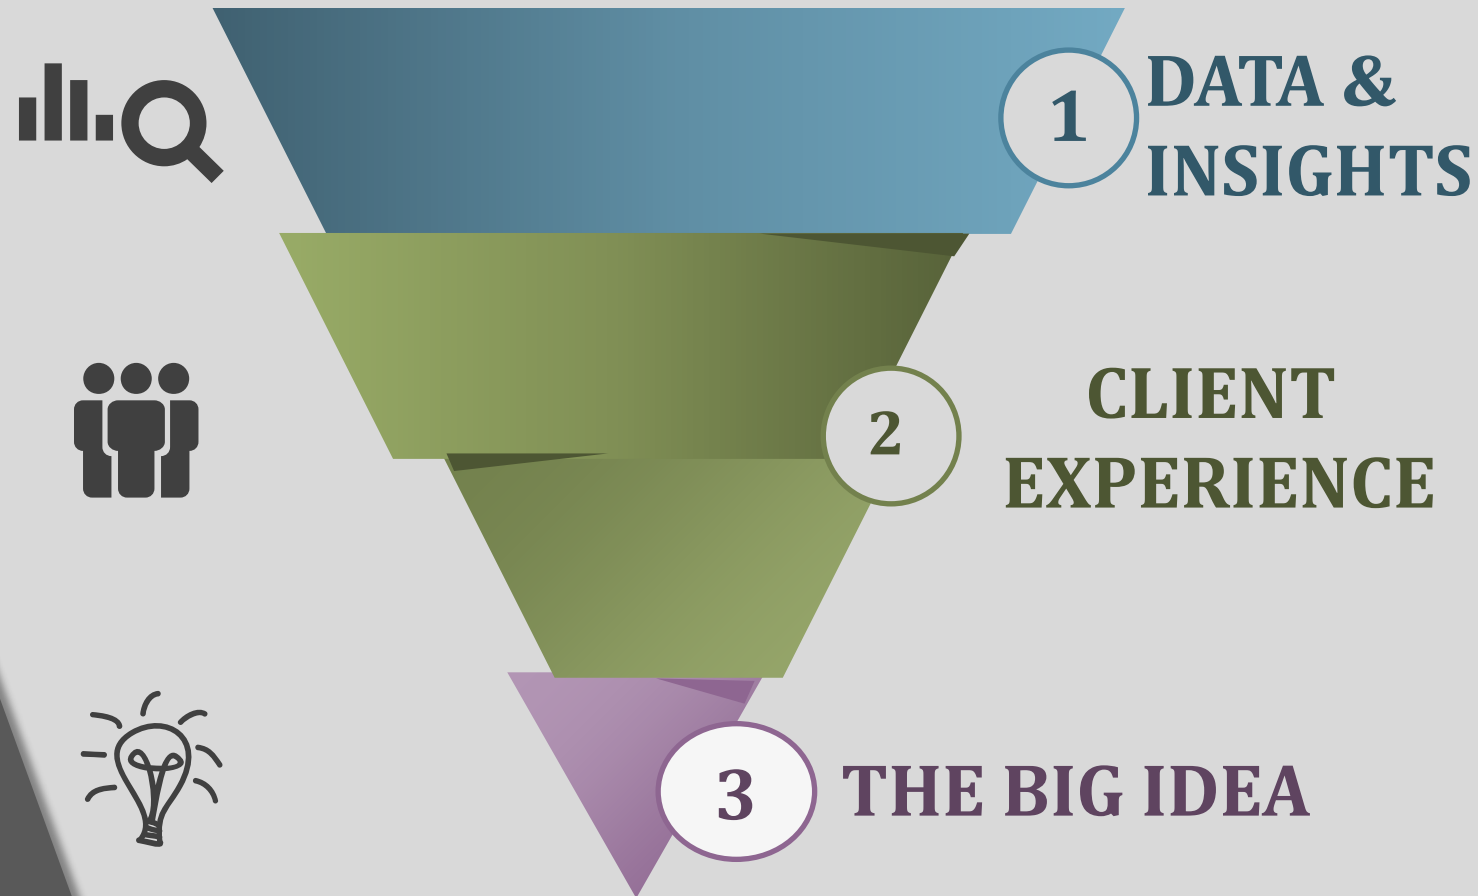 1
DATA &
INSIGHTS
2
CLIENT
EXPERIENCE
3
THE BIG IDEA